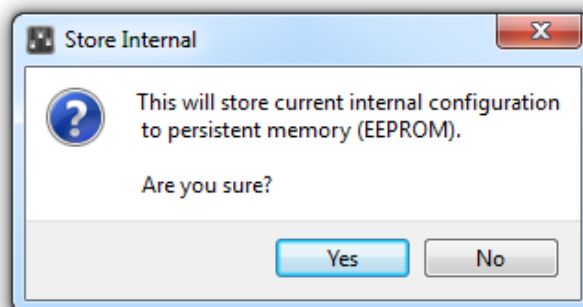 Store Internal
This will store current internal configuration
to persistent memory (EEPROM).
Are you sure?
Yes
No